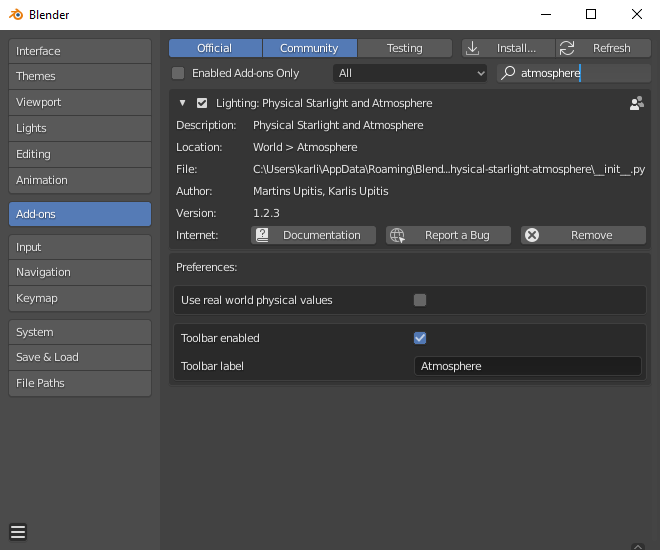 Blender
Interface
Themes
Viewport
Lights
Editing
Animation
Add-ons
Input
Navigation
Keymap
System
Save & Load
File Paths
Official Community Testing Install... Refresh
Enabled Add-ons Only All atmosphere
Lighting: Physical Starlight and Atmosphere
Description: Physical Starlight and Atmosphere
Location: World > Atmosphere
File: C:\Users\karli\AppData\Roaming\Blend...hysical-starlight-atmosphere\__init__.py
Author: Martins Upitis, Karlis Upitis
Version: 1.2.3
Internet: Documentation Report a Bug Remove
Preferences:
Use real world physical values
Toolbar enabled
Toolbar label Atmosphere